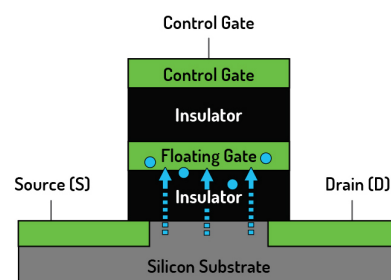 Control Gate
Control Gate
Insulator
Floating Gate
Source (S)
Drain (D)
Insulator
Silicon Substrate